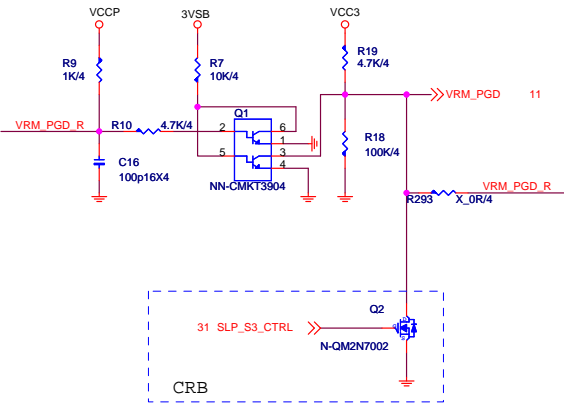 VCCP
3VSB
VCC3
R9
1K/4
R7
10K/4
R19
4.7K/4
VRM_PGD 11
VRM_PGD_R
R10 4.7K/4
Q1
2
6
1
5
3
4
R18
100K/4
C16
100p16X4
NN-CMKT3904
VRM_PGD_R
R293 X_0R/4
Q2
31 SLP_S3_CTRL
N-QM2N7002
CRB